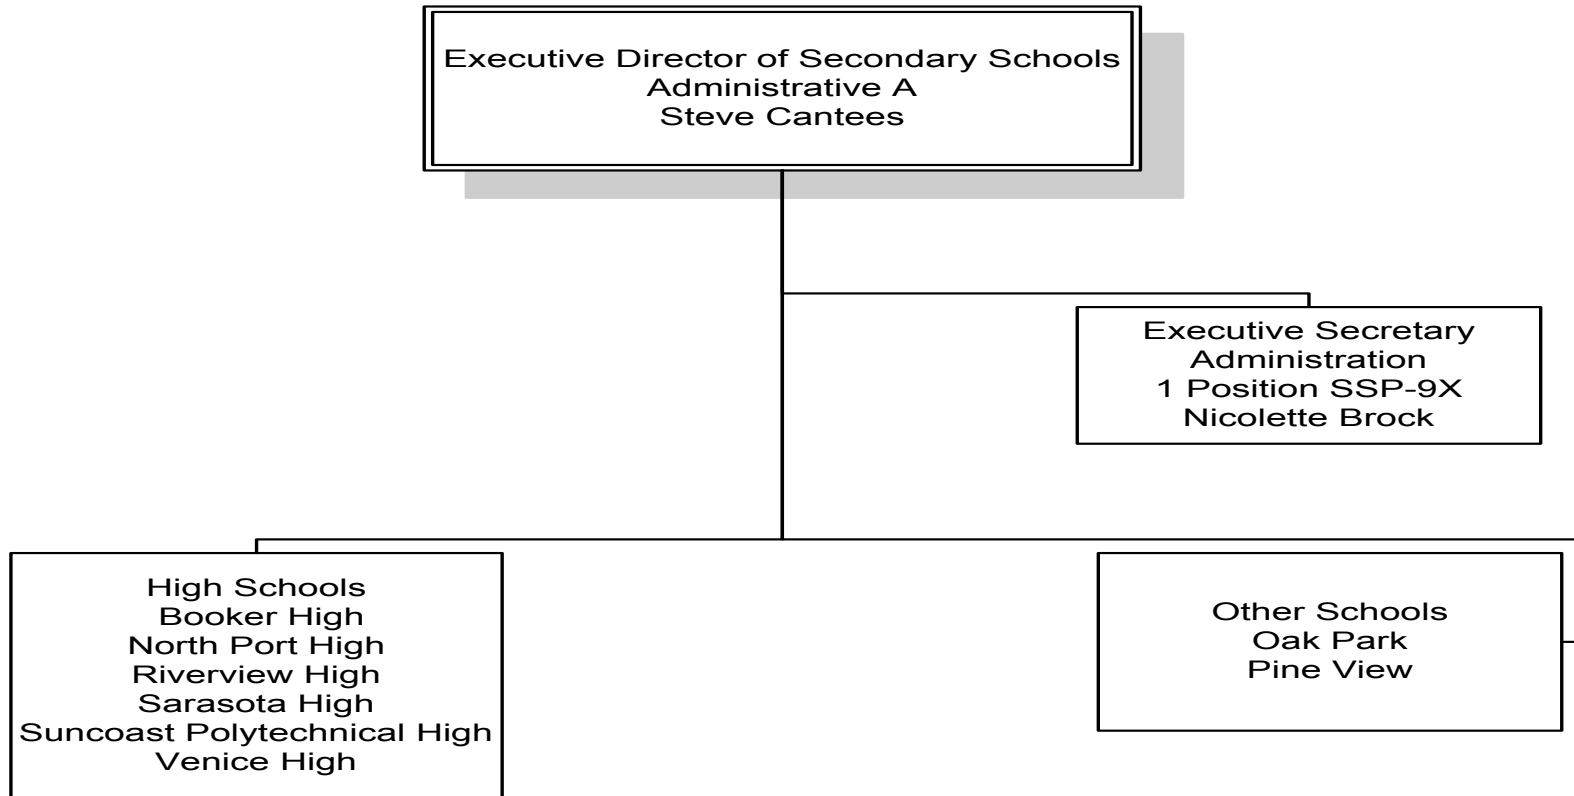 Executive Director of Secondary Schools
Administrative A
Steve Cantees
Executive Secretary
Administration
1 Position SSP-9X
Nicolette Brock
High Schools
Booker High
North Port High
Riverview High
Sarasota High
Suncoast Polytechnical High
Venice High
Other Schools
Oak Park
Pine View